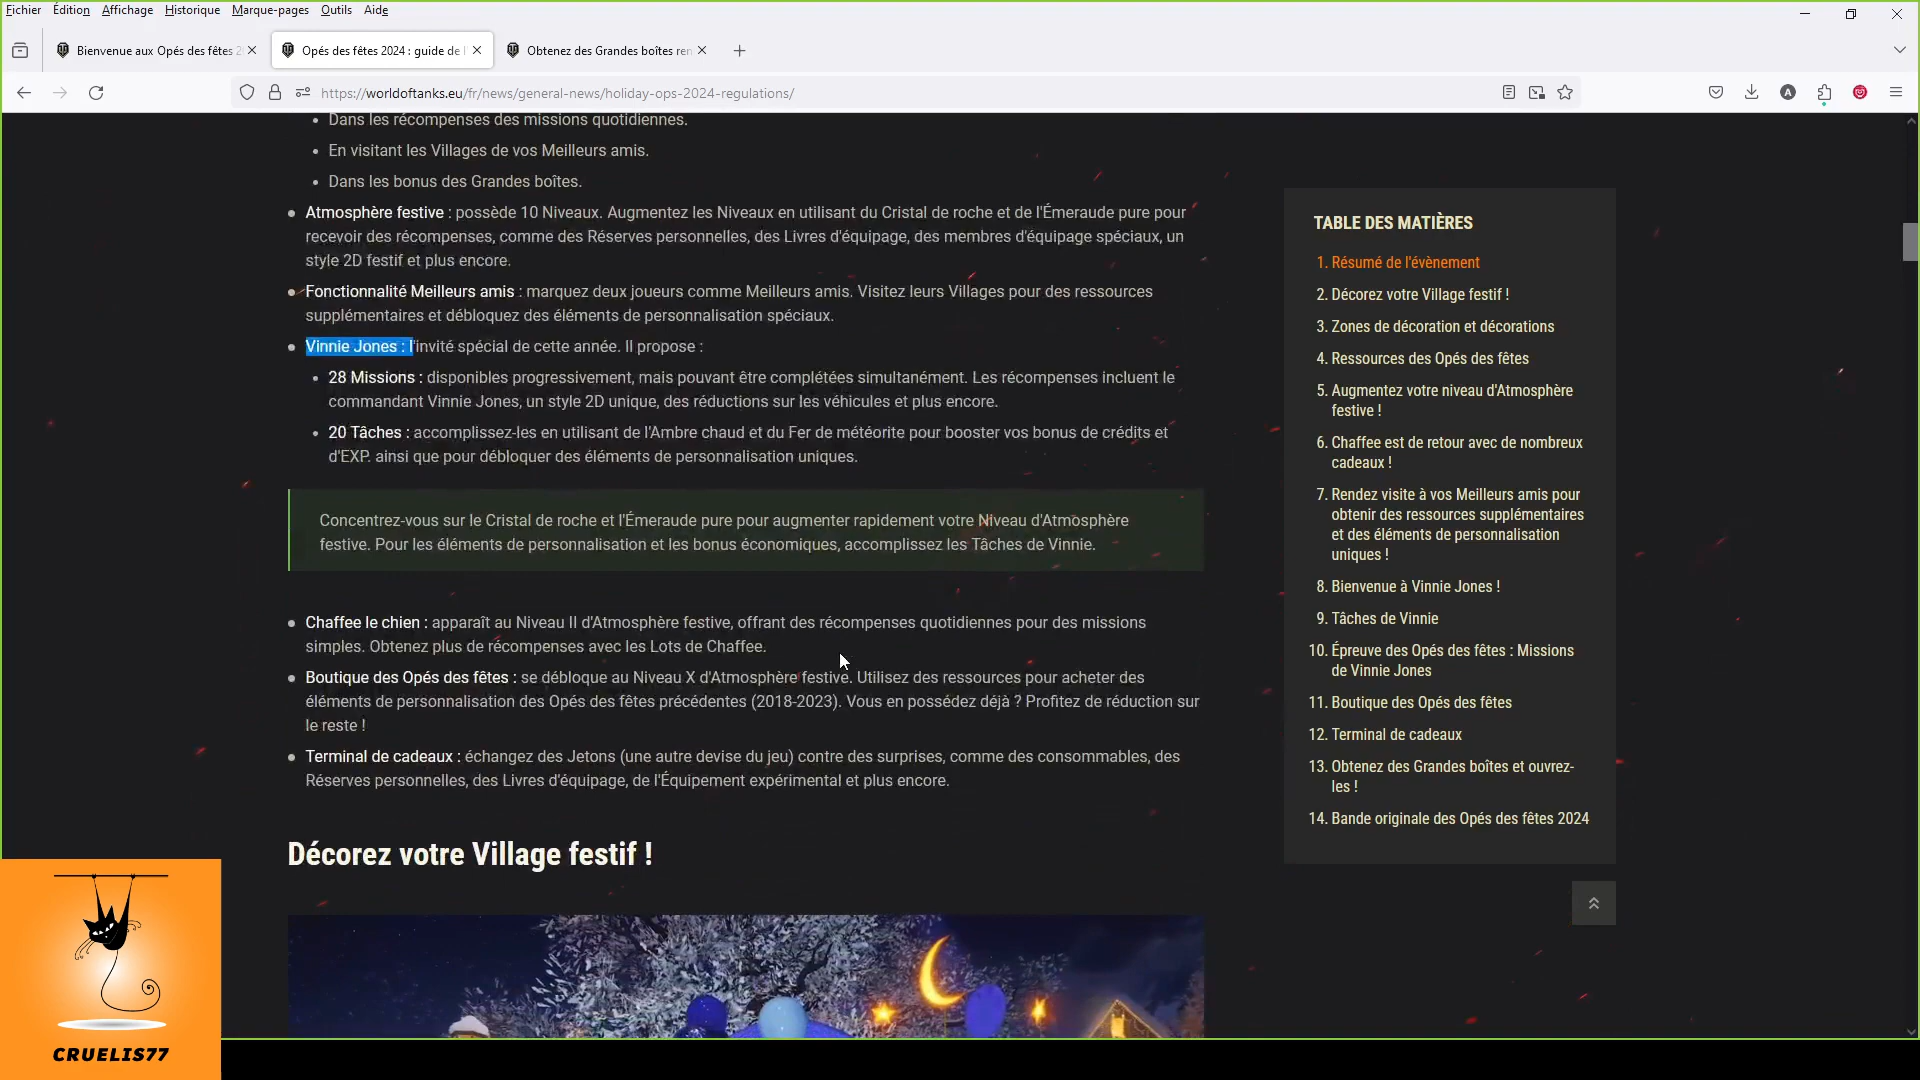 Fichier Édition Affichage Historique Marque-pages Outils Aide
Bienvenue aux Opés des fêtes 2
Opés des fêtes 2024 : guide de l
Obtenez des Grandes boîtes ren
https://worldoftanks.eu/fr/news/general-news/holiday-ops-2024-regulations/
Dans les récompenses des missions quotidiennes.
En visitant les Villages de vos Meilleurs amis.
Dans les bonus des Grandes boîtes.
Atmosphère festive : possède 10 Niveaux. Augmentez les Niveaux en utilisant du Cristal de roche et de l'Émeraude pure pour
recevoir des récompenses, comme des Réserves personnelles, des Livres d'équipage, des membres d'équipage spéciaux, un
style 2D festif et plus encore.
Fonctionnalité Meilleurs amis : marquez deux joueurs comme Meilleurs amis. Visitez leurs Villages pour des ressources
supplémentaires et débloquez des éléments de personnalisation spéciaux.
Vinnie Jones : l'invité spécial de cette année. Il propose :
28 Missions : disponibles progressivement, mais pouvant être complétées simultanément. Les récompenses incluent le
commandant Vinnie Jones, un style 2D unique, des réductions sur les véhicules et plus encore.
20 Tâches : accomplissez-les en utilisant de l'Ambre chaud et du Fer de météorite pour booster vos bonus de crédits et
d'EXP. ainsi que pour débloquer des éléments de personnalisation uniques.
Concentrez-vous sur le Cristal de roche et l'Émeraude pure pour augmenter rapidement votre Niveau d'Atmosphère
festive. Pour les éléments de personnalisation et les bonus économiques, accomplissez les Tâches de Vinnie.
Chaffee le chien : apparaît au Niveau II d'Atmosphère festive, offrant des récompenses quotidiennes pour des missions
simples. Obtenez plus de récompenses avec les Lots de Chaffee.
Boutique des Opés des fêtes : se débloque au Niveau X d'Atmosphère festive. Utilisez des ressources pour acheter des
éléments de personnalisation des Opés des fêtes précédentes (2018-2023). Vous en possédez déjà ? Profitez de réduction sur
le reste !
Terminal de cadeaux : échangez des Jetons (une autre devise du jeu) contre des surprises, comme des consommables, des
Réserves personnelles, des Livres d'équipage, de l'Équipement expérimental et plus encore.
Décorez votre Village festif !
TABLE DES MATIÈRES
1. Résumé de l'évènement
2. Décorez votre Village festif !
3. Zones de décoration et décorations
4. Ressources des Opés des fêtes
5. Augmentez votre niveau d'Atmosphère
festive !
6. Chaffee est de retour avec de nombreux
cadeaux !
7. Rendez visite à vos Meilleurs amis pour
obtenir des ressources supplémentaires
et des éléments de personnalisation
uniques !
8. Bienvenue à Vinnie Jones !
9. Tâches de Vinnie
10. Épreuve des Opés des fêtes : Missions
de Vinnie Jones
11. Boutique des Opés des fêtes
12. Terminal de cadeaux
13. Obtenez des Grandes boîtes et ouvrez-
les !
14. Bande originale des Opés des fêtes 2024
CRUELIS77